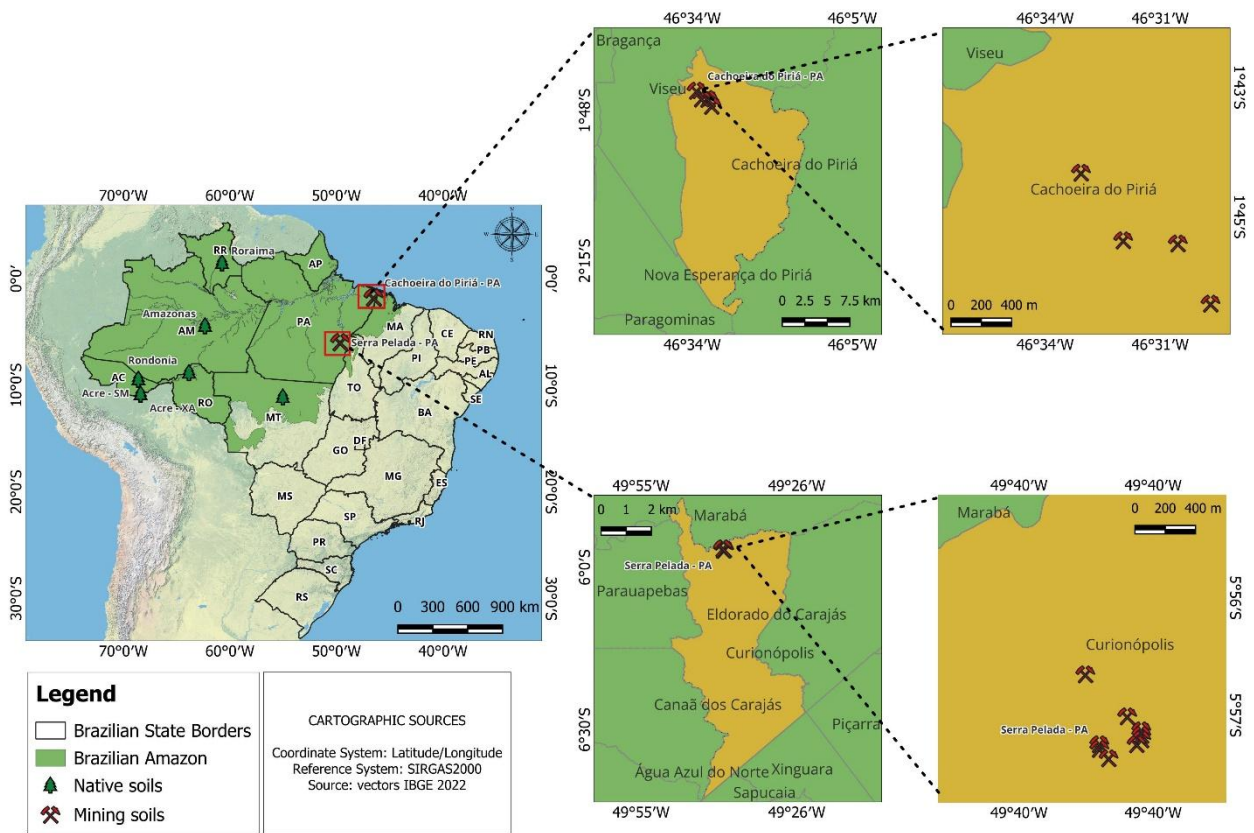 70°0'W 60°0'W 50°0'W 40°0'W
0°0' 10°0'S 20°0'S 30°0'S
0°0' 10°0'S 20°0'S 30°0'S
RR Roraima
AP
Cachoeira do Piriá - PA
Amazonas
AM
PA
MA
CE
RN
Serra Pelada - PA
PB
PI
PE
Rondonia
AL
AC
TO
SE
Acre - SM
Acre - XA
RO
MT
BA
DF
GO
MG
ES
MS
SP
RJ
PR
SC
RS
0 300 600 900 km
70°0'W 60°0'W 50°0'W 40°0'W
Legend
Brazilian State Borders
Brazilian Amazon
Native soils
Mining soils
CARTOGRAPHIC SOURCES
Coordinate System: Latitude/Longitude
Reference System: SIRGAS2000
Source: vectors IBGE 2022
46°34'W 46°5'W
Bragança
Cachoeira do Piriá - PA
Viseu
1°48'S
Cachoeira do Piriá
2°15'S
Nova Esperança do Piriá
0 2.5 5 7.5 km
Paragominas
46°34'W 46°5'W
46°34'W 46°31'W
Viseu
1°43'S
Cachoeira do Piriá
1°45'S
0 200 400 m
46°34'W 46°31'W
49°55'W 49°26'W
0 1 2 km
Marabá
6°0'S
Serra Pelada - PA
Parauapebas
Eldorado do Carajás
Curionópolis
Canaã dos Carajás
6°30'S
Piçarra
Água Azul do Norte
Xinguara
Sapucaia
49°55'W 49°26'W
49°40'W 49°40'W
Marabá
0 200 400 m
5°56'S
Curionópolis
5°57'S
Serra Pelada - PA
49°40'W 49°40'W